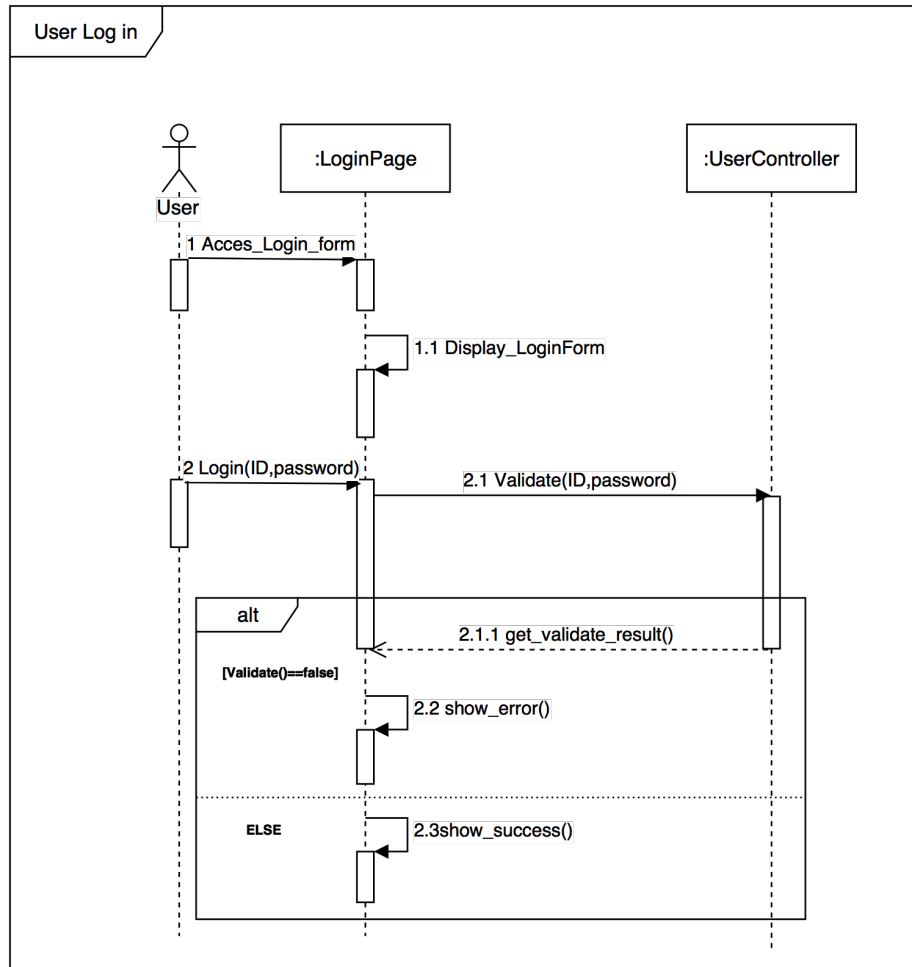 User Log in
:LoginPage
:UserController
User
1 Acces_Login_form
1.1 Display_LoginForm
2 Login(ID,password)
2.1 Validate(ID,password)
alt
2.1.1 get_validate_result()
[Validate()==false]
2.2 show_error()
ELSE
2.3show_success()